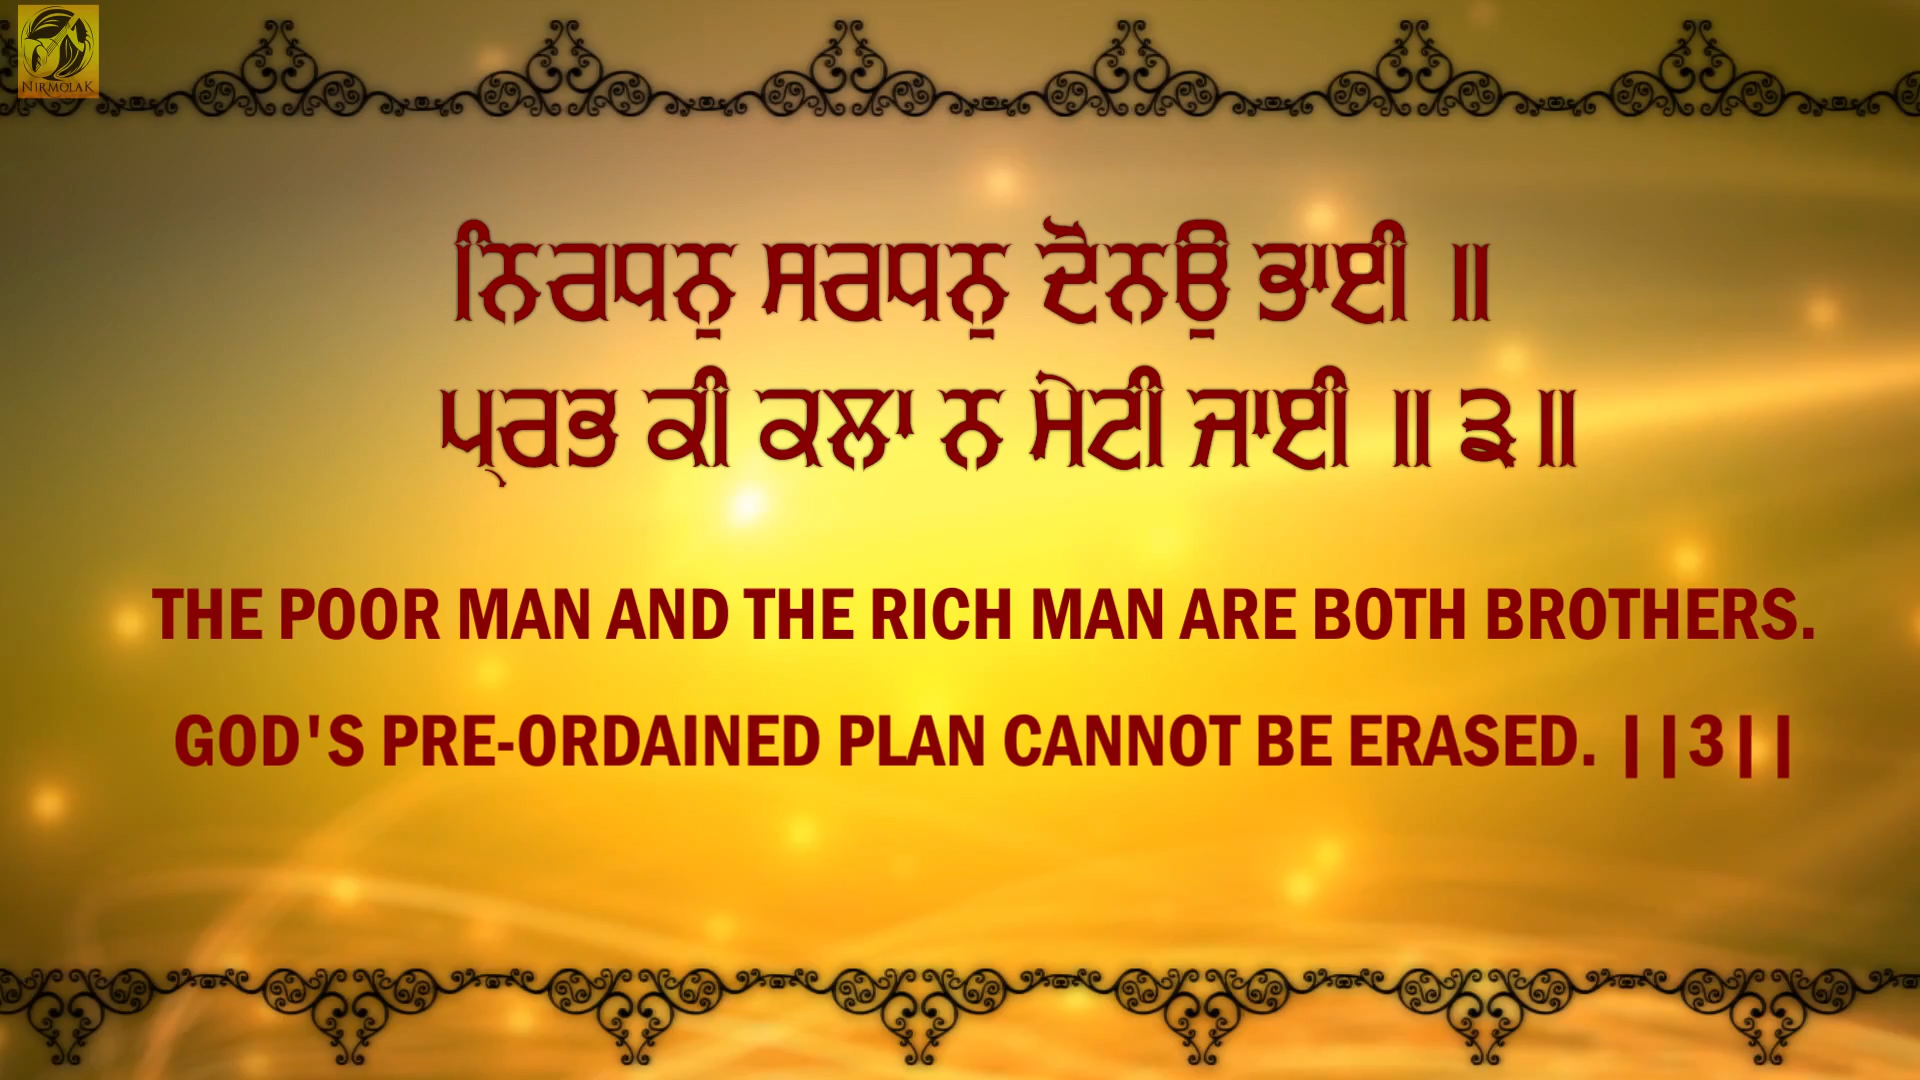 NIRMOLAK
ਨਿਰਧਨੁ ਸਰਧਨੁ ਦੋਨਉ ਭਾਈ ॥
ਪ੍ਰਭ ਕੀ ਕਲਾ ਨ ਮੇਟੀ ਜਾਈ ॥ ੩॥
THE POOR MAN AND THE RICH MAN ARE BOTH BROTHERS.
GOD'S PRE-ORDAINED PLAN CANNOT BE ERASED. ||3||